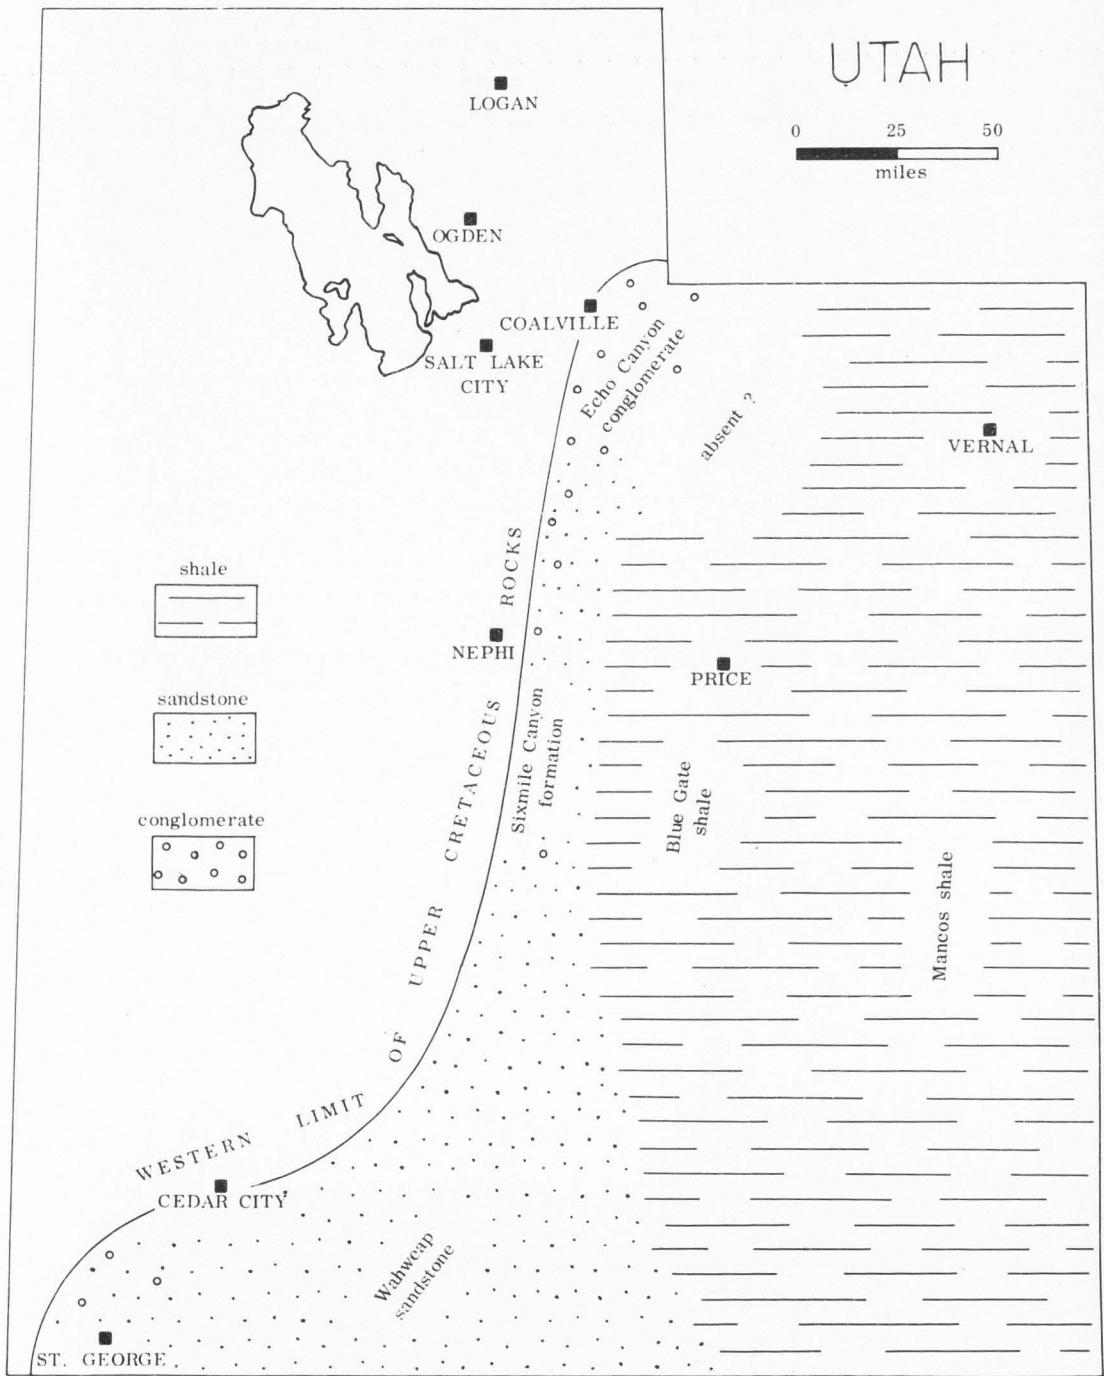 UTAH
0 25 50
miles
LOGAN
OGDEN
COALVILLE
SALT LAKE
CITY
Echo Canyon
conglomerate
absent ?
VERNAL
shale
sandstone
conglomerate
NEPHI
PRICE
Sixmile Canyon
formation
Blue Gate
shale
Mancos shale
WESTERN LIMIT OF UPPER CRETACEOUS ROCKS
CEDAR CITY
Wahweap
sandstone
ST. GEORGE